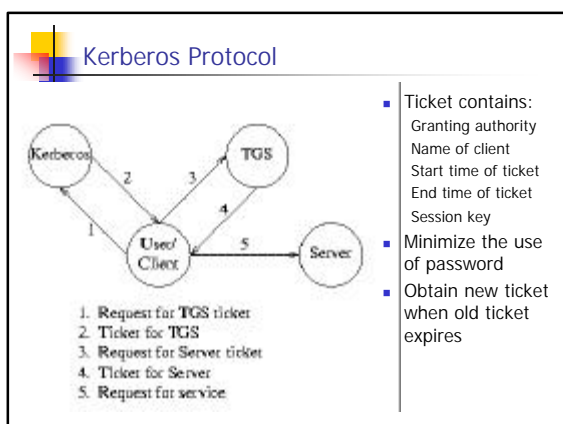 Kerberos Protocol
Kerberos
TGS
2
3
4
1
User/
Client
5
Server
1. Request for TGS ticket
2. Ticket for TGS
3. Request for Server ticket
4. Ticket for Server
5. Request for service
Ticket contains:
Granting authority
Name of client
Start time of ticket
End time of ticket
Session key
Minimize the use
of password
Obtain new ticket
when old ticket
expires